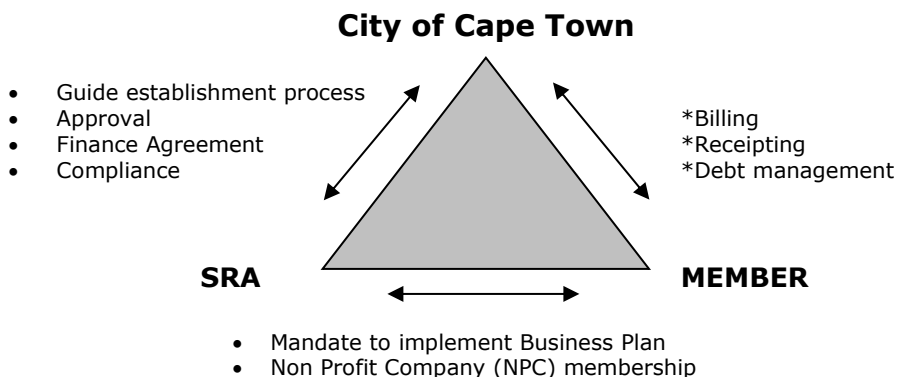 City of Cape Town
• Guide establishment process
• Approval
• Finance Agreement
• Compliance
*Billing
*Receipting
*Debt management
SRA
MEMBER
• Mandate to implement Business Plan
• Non Profit Company (NPC) membership